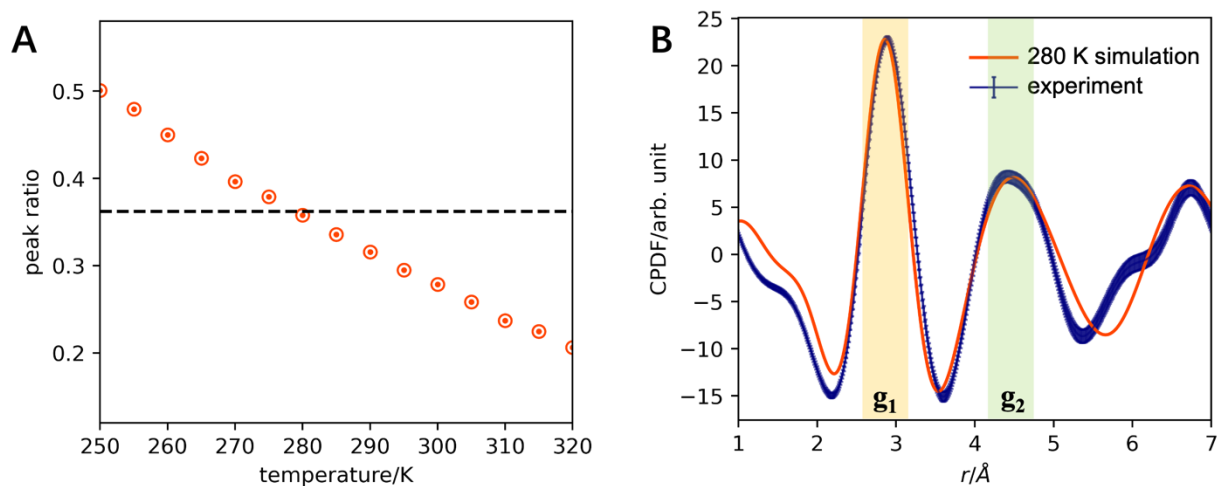 A
peak ratio
0.5
0.4
0.3
0.2
250 260 270 280 290 300 310 320
temperature/K
B
CPDF/arb. unit
25
20
15
10
5
0
−5
−10
−15
280 K simulation
experiment
g1 g2
1 2 3 4 5 6 7
r/Å